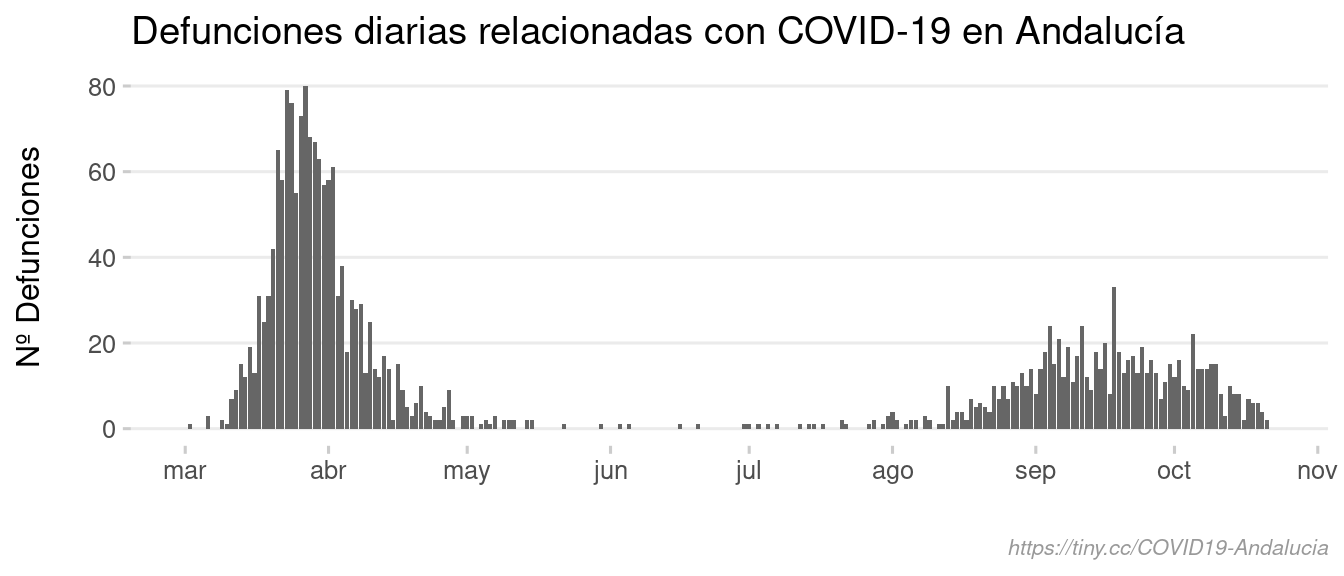 Defunciones diarias relacionadas con COVID-19 en Andalucía
Nº Defunciones
80
60
40
20
0
mar abr may jun jul ago sep oct nov
https://tiny.cc/COVID19-Andalucia